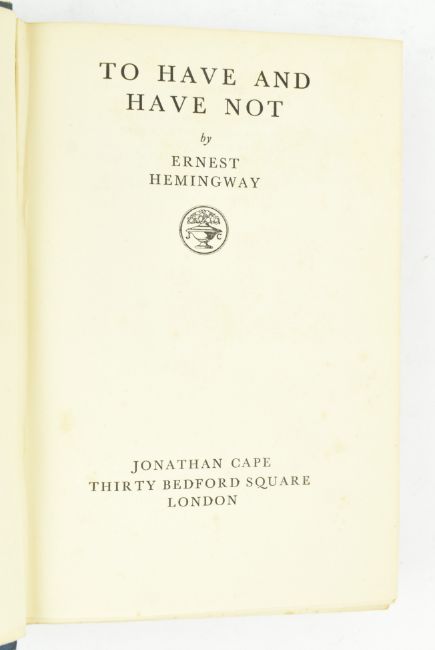 TO HAVE AND
HAVE NOT
by
ERNEST
HEMINGWAY
J C
JONATHAN CAPE
THIRTY BEDFORD SQUARE
LONDON